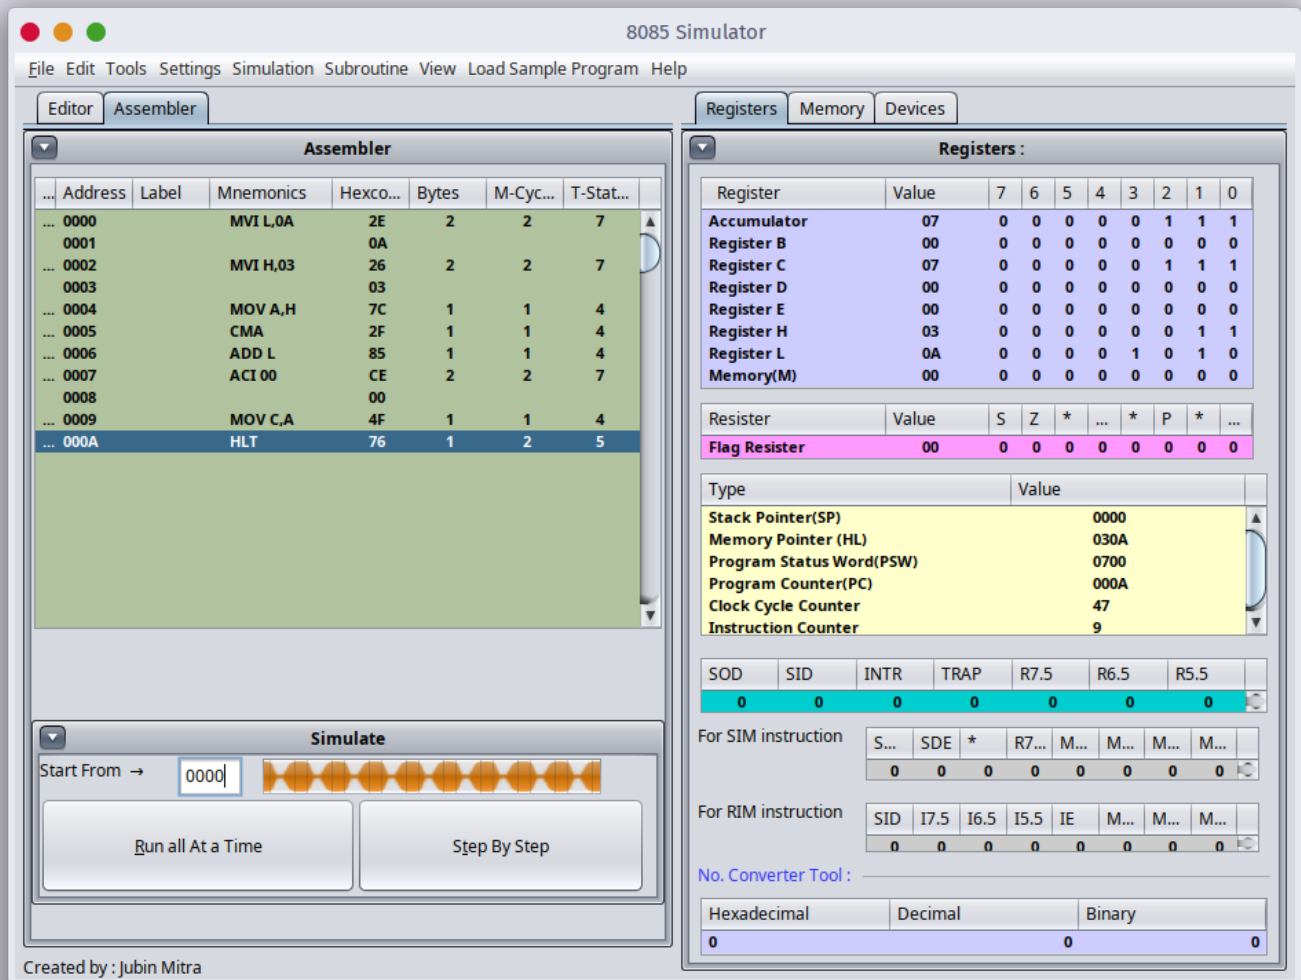 8085 Simulator
File Edit Tools Settings Simulation Subroutine View Load Sample Program Help
Editor Assembler
Assembler
... Address Label Mnemonics Hexco... Bytes M-Cyc... T-Stat...
... 0000 MVI L,0A 2E 2 2 7
0001 0A
... 0002 MVI H,03 26 2 2 7
0003 03
... 0004 MOV A,H 7C 1 1 4
... 0005 CMA 2F 1 1 4
... 0006 ADD L 85 1 1 4
... 0007 ACI 00 CE 2 2 7
0008 00
... 0009 MOV C,A 4F 1 1 4
... 000A HLT 76 1 2 5
Simulate
Start From → 0000
Run all At a Time Step By Step
Created by : Jubin Mitra
Registers Memory Devices
Registers :
Register Value 7 6 5 4 3 2 1 0
Accumulator 07 0 0 0 0 0 1 1 1
Register B 00 0 0 0 0 0 0 0 0
Register C 07 0 0 0 0 0 1 1 1
Register D 00 0 0 0 0 0 0 0 0
Register E 00 0 0 0 0 0 0 0 0
Register H 03 0 0 0 0 0 0 1 1
Register L 0A 0 0 0 0 1 0 1 0
Memory(M) 00 0 0 0 0 0 0 0 0
Resister Value S Z * ... * P * ...
Flag Resister 00 0 0 0 0 0 0 0 0
Type Value
Stack Pointer(SP) 0000
Memory Pointer (HL) 030A
Program Status Word(PSW) 0700
Program Counter(PC) 000A
Clock Cycle Counter 47
Instruction Counter 9
SOD SID INTR TRAP R7.5 R6.5 R5.5
0 0 0 0 0 0 0
For SIM instruction
S... SDE * R7... M... M... M... M...
0 0 0 0 0 0 0 0
For RIM instruction
SID I7.5 I6.5 I5.5 IE M... M... M...
0 0 0 0 0 0 0 0
No. Converter Tool :
Hexadecimal Decimal Binary
0 0 0